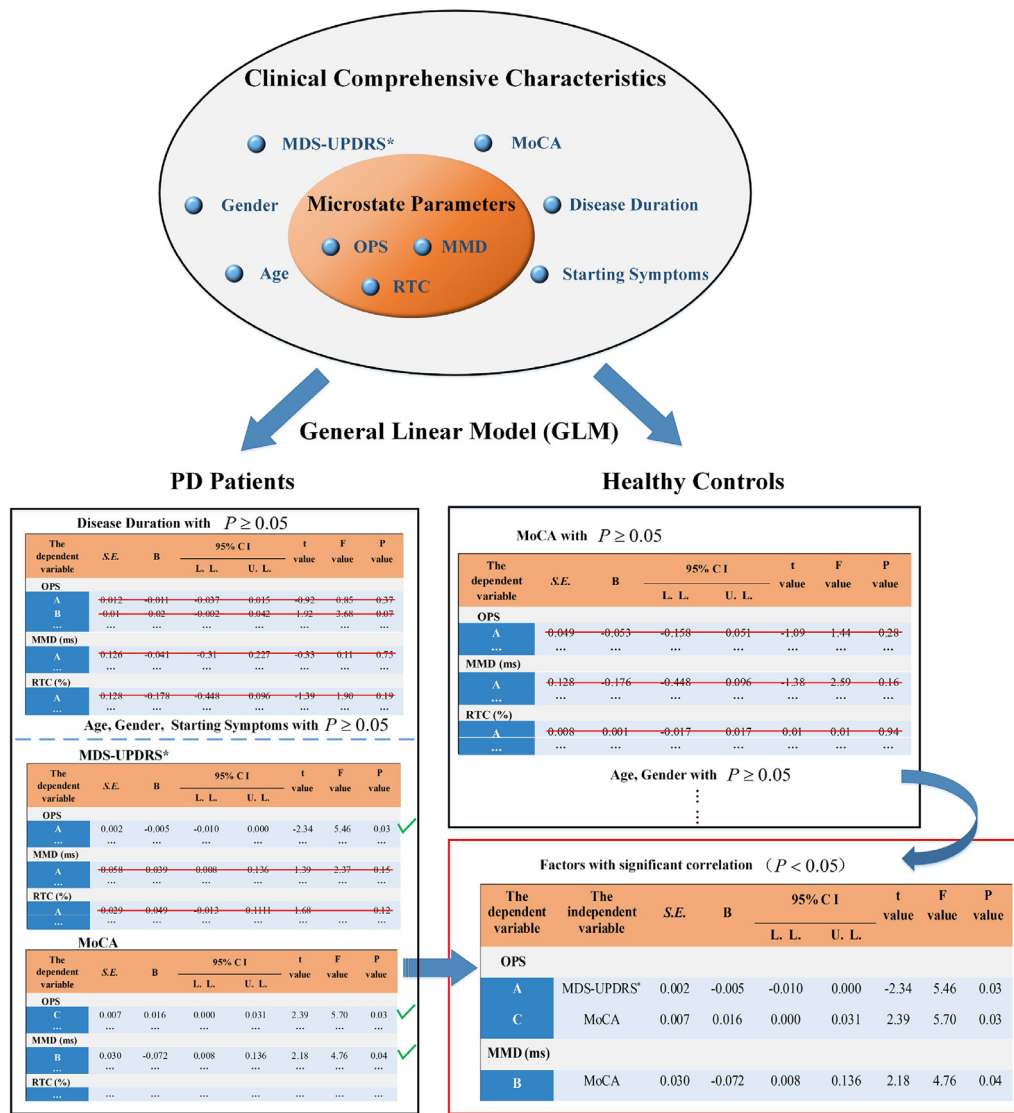 Clinical Comprehensive Characteristics
MDS-UPDRS*
MoCA
Gender
Microstate Parameters
Disease Duration
OPS
MMD
Age
Starting Symptoms
RTC
General Linear Model (GLM)
PD Patients
Healthy Controls
Disease Duration with P ≥ 0.05
The dependent variable S.E. B 95% C I L. L. U. L. t value F value P value
OPS
A 0.012 -0.011 -0.037 0.015 -0.92 0.85 0.37
B 0.01 0.02 -0.002 0.042 1.92 3.68 0.07
... ... ... ... ... ... ... ...
MMD (ms)
A 0.126 -0.041 -0.31 0.227 -0.33 0.11 0.75
... ... ... ... ... ... ... ...
RTC (%)
A 0.128 -0.178 -0.448 0.096 -1.39 1.90 0.19
... ... ... ... ... ... ... ...
Age, Gender, Starting Symptoms with P ≥ 0.05
MDS-UPDRS*
The dependent variable S.E. B 95% C I L. L. U. L. t value F value P value
OPS
A 0.002 -0.005 -0.010 0.000 -2.34 5.46 0.03
... ... ... ... ... ... ... ...
MMD (ms)
A 0.058 0.039 0.008 0.136 1.39 2.37 0.15
... ... ... ... ... ... ... ...
RTC (%)
A 0.029 0.049 -0.013 0.1111 1.68 0.12
... ... ... ... ... ... ...
MoCA
The dependent variable S.E. B 95% C I L. L. U. L. t value F value P value
OPS
C 0.007 0.016 0.000 0.031 2.39 5.70 0.03
... ... ... ... ... ... ... ...
MMD (ms)
B 0.030 -0.072 0.008 0.136 2.18 4.76 0.04
... ... ... ... ... ... ... ...
RTC (%)
... ... ... ... ... ... ... ...
MoCA with P ≥ 0.05
The dependent variable S.E. B 95% C I L. L. U. L. t value F value P value
OPS
A 0.049 -0.053 -0.158 0.051 -1.09 1.44 0.28
... ... ... ... ... ... ... ...
MMD (ms)
A 0.128 -0.176 -0.448 0.096 -1.38 2.59 0.16
... ... ... ... ... ... ... ...
RTC (%)
A 0.008 0.001 -0.017 0.017 0.01 0.01 0.94
... ... ... ... ... ... ... ...
Age, Gender with P ≥ 0.05
Factors with significant correlation (P < 0.05)
The dependent variable The independent variable S.E. B 95% C I L. L. U. L. t value F value P value
OPS
A MDS-UPDRS* 0.002 -0.005 -0.010 0.000 -2.34 5.46 0.03
C MoCA 0.007 0.016 0.000 0.031 2.39 5.70 0.03
MMD (ms)
B MoCA 0.030 -0.072 0.008 0.136 2.18 4.76 0.04